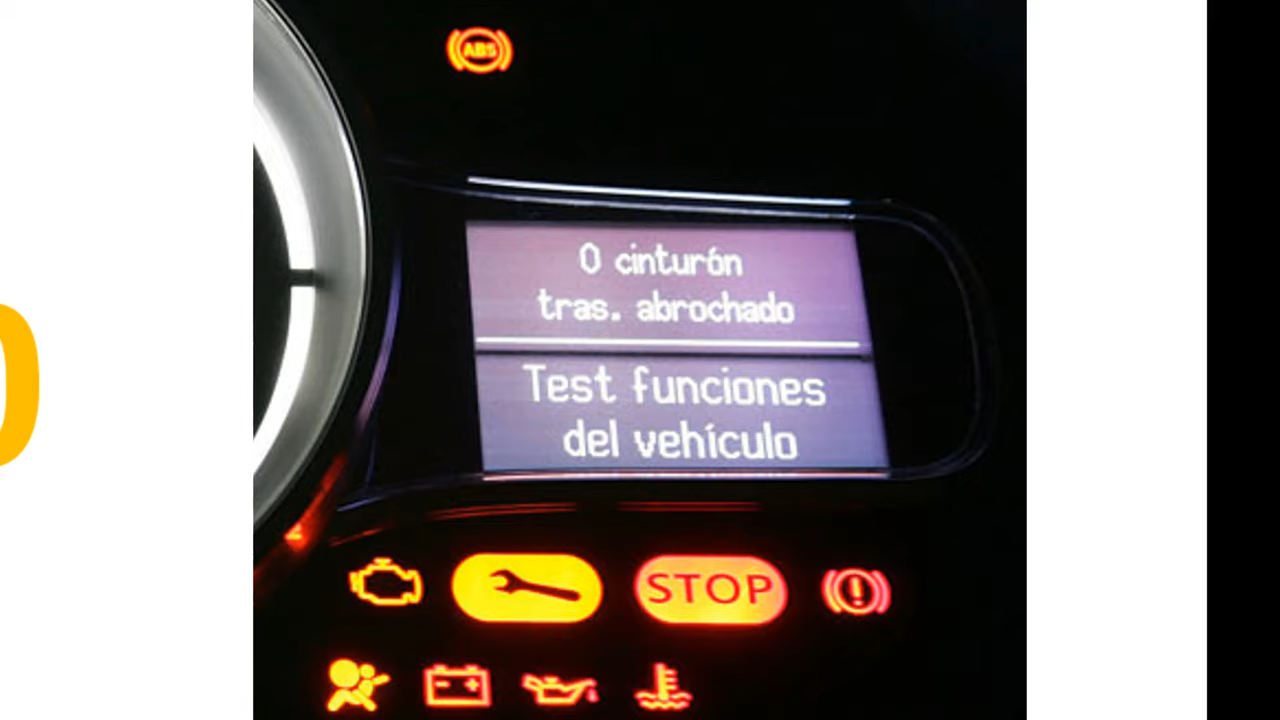 ABS
0 cinturón
tras. abrochado
Test funciones
del vehículo
STOP